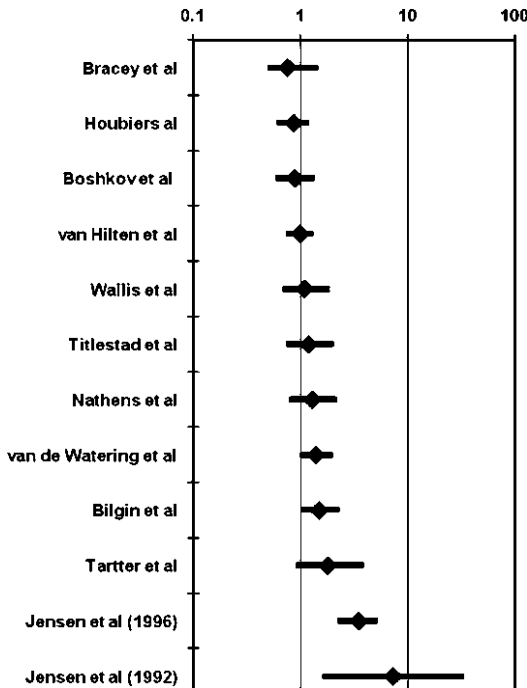 0.1 1 10 100
Bracey et al
Houbiers al
Boshkov et al
van Hilten et al
Wallis et al
Titlestad et al
Nathens et al
van de Watering et al
Bilgin et al
Tartter et al
Jensen et al (1996)
Jensen et al (1992)